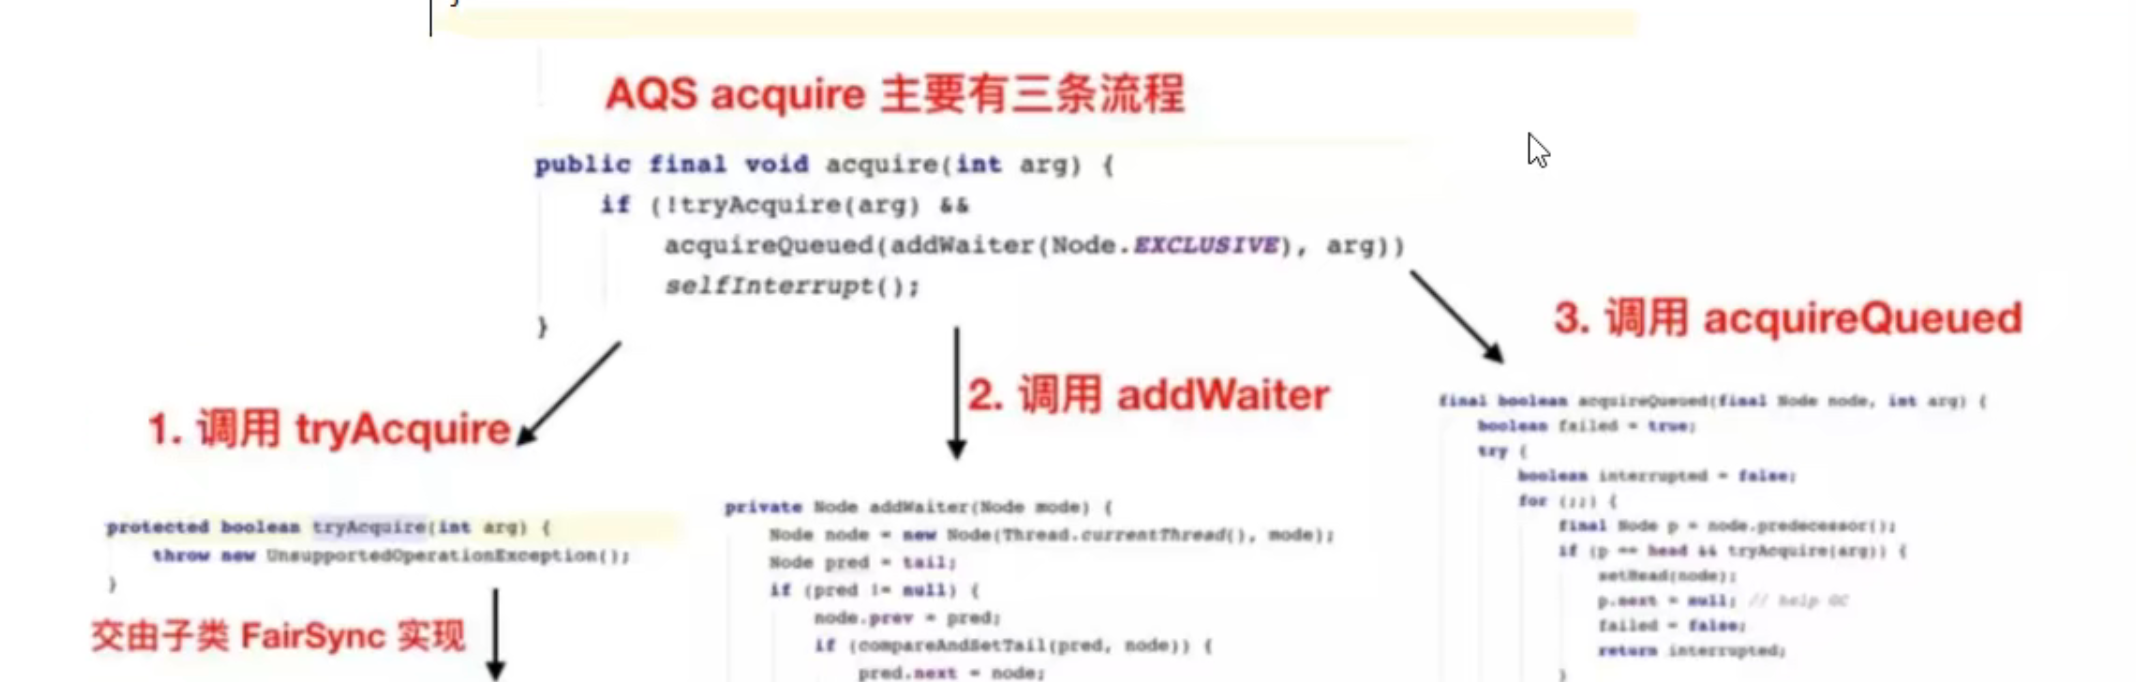 AQS acquire 主要有三条流程
public final void acquire(int arg) {
if (!tryAcquire(arg) &&
acquireQueued(addWaiter(Node.EXCLUSIVE), arg))
selfInterrupt();
}
1. 调用 tryAcquire
protected boolean tryAcquire(int arg) {
throw new UnsupportedOperationException();
}
交由子类 FairSync 实现
2. 调用 addWaiter
private Node addWaiter(Node mode) {
Node node = new Node(Thread.currentThread(), mode);
Node pred = tail;
if (pred != null) {
node.prev = pred;
if (compareAndSetTail(pred, node)) {
pred.next = node;
3. 调用 acquireQueued
final boolean acquireQueued(final Node node, int arg) {
boolean failed = true;
try {
boolean interrupted = false;
for (;;) {
final Node p = node.predecessor();
if (p == head && tryAcquire(arg)) {
setHead(node);
p.next = null; // help GC
failed = false;
return interrupted;
}